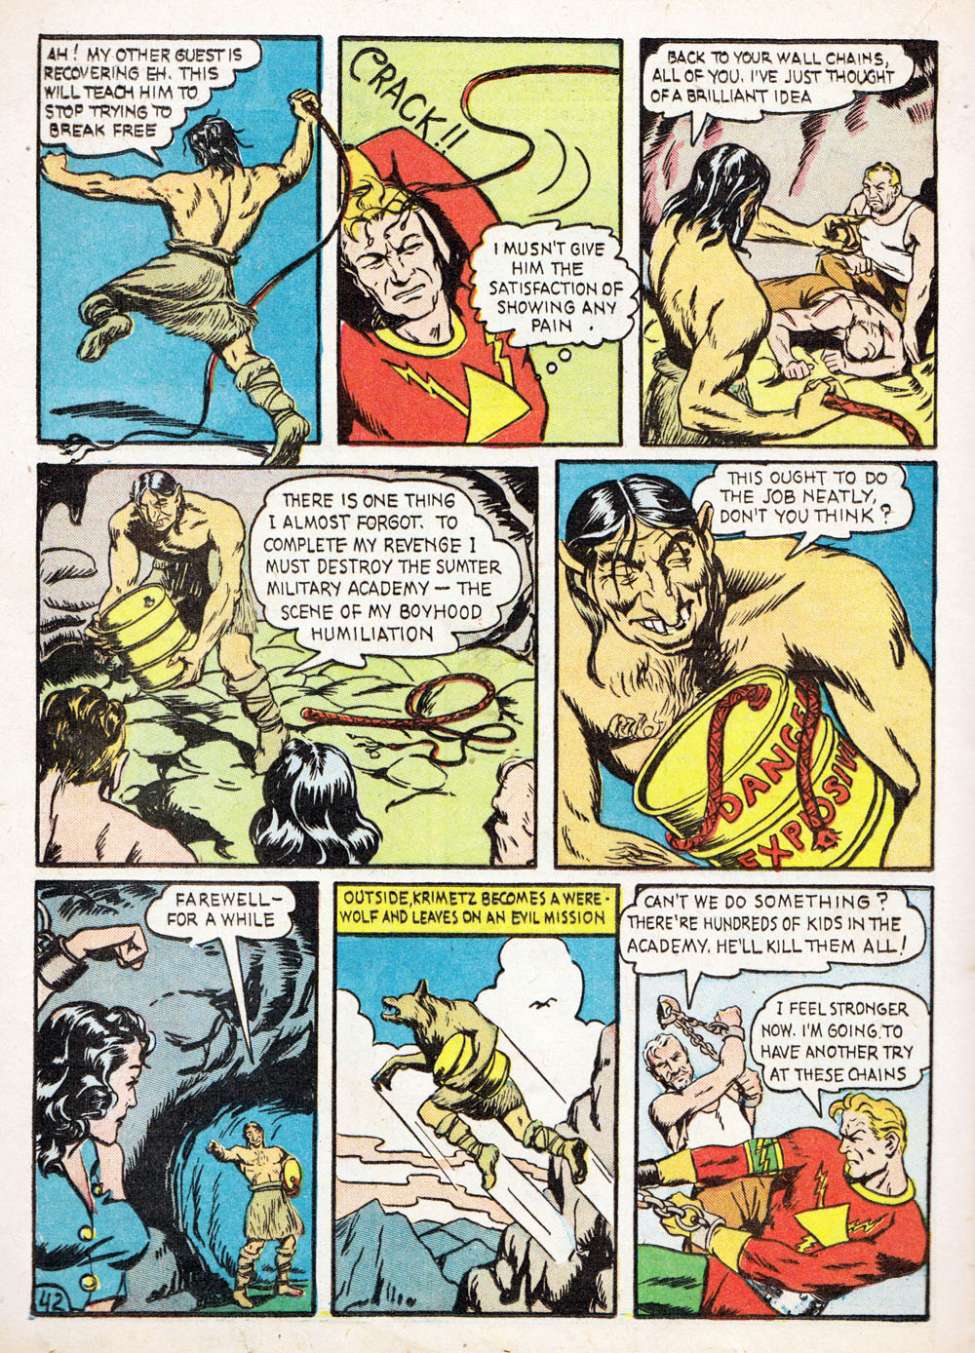 AH! MY OTHER GUEST IS
RECOVERING EH. THIS
WILL TEACH HIM TO
STOP TRYING TO
BREAK FREE
CRACK!!
I MUSN'T GIVE
HIM THE
SATISFACTION OF
SHOWING ANY
PAIN.
BACK TO YOUR WALL CHAINS,
ALL OF YOU. I'VE JUST THOUGHT
OF A BRILLIANT IDEA
THERE IS ONE THING
I ALMOST FORGOT. TO
COMPLETE MY REVENGE I
MUST DESTROY THE SUMTER
MILITARY ACADEMY — THE
SCENE OF MY BOYHOOD
HUMILIATION
THIS OUGHT TO DO
THE JOB NEATLY,
DON'T YOU THINK?
DANGER
EXPLOSIVE
FAREWELL—
FOR A WHILE
42
OUTSIDE, KRIMETZ BECOMES A WERE-
WOLF AND LEAVES ON AN EVIL MISSION
CAN'T WE DO SOMETHING?
THERE'RE HUNDREDS OF KIDS IN THE
ACADEMY. HE'LL KILL THEM ALL!
I FEEL STRONGER
NOW. I'M GOING TO
HAVE ANOTHER TRY
AT THESE CHAINS